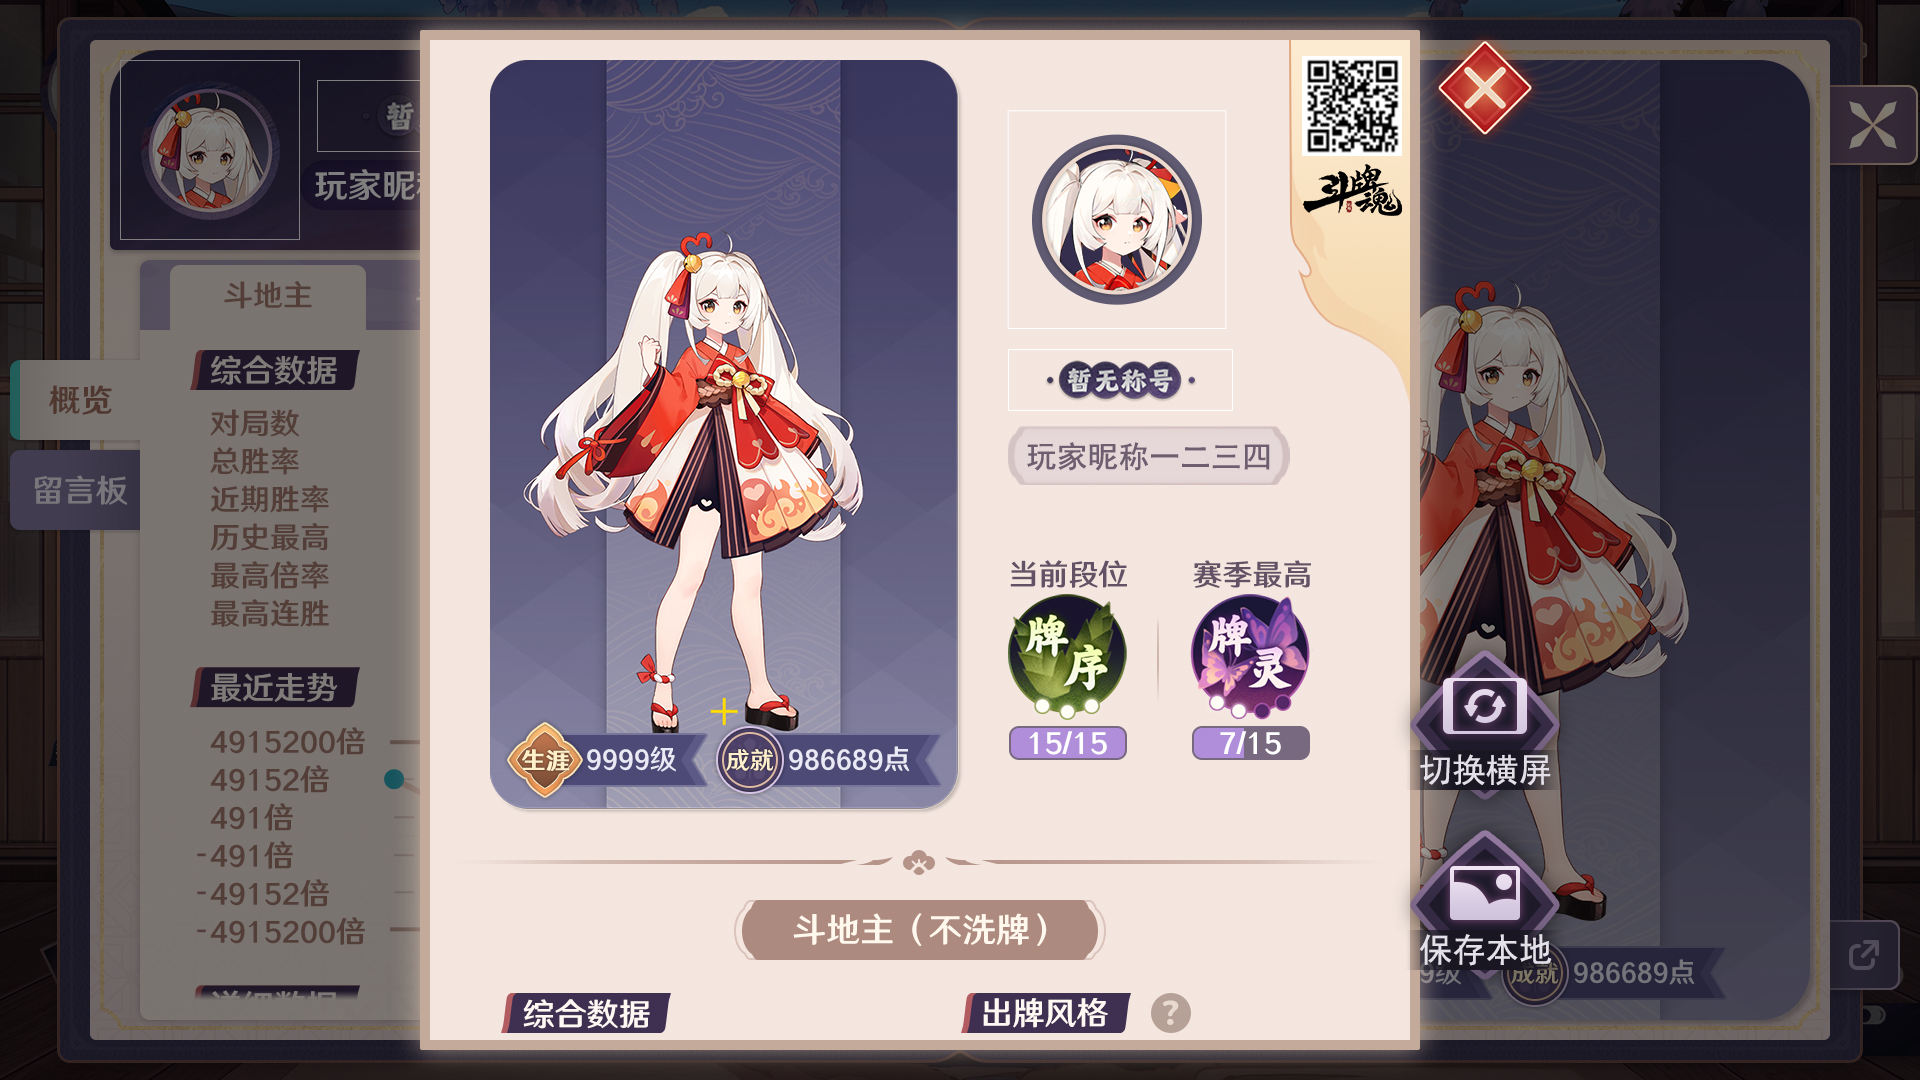 暂
玩家昵
斗地主
概览
留言板
综合数据
对局数
总胜率
近期胜率
历史最高
最高倍率
最高连胜
最近走势
4915200倍
49152倍
491倍
-491倍
-49152倍
-4915200倍
详细数据
生涯 9999级
成就 986689点
斗牌魂
暂无称号
玩家昵称一二三四
当前段位
牌序
15/15
赛季最高
牌灵
7/15
斗地主（不洗牌）
综合数据
出牌风格
?
切换横屏
保存本地
9级
成就 986689点